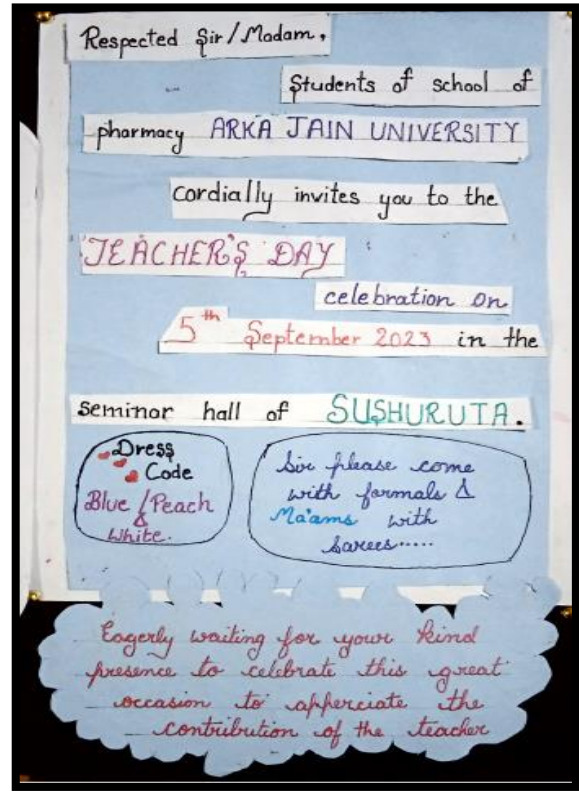 Respected Sir/Madam,
Students of school of
pharmacy ARKA JAIN UNIVERSITY
cordially invites you to the
TEACHER'S DAY
celebration on
5th September 2023 in the
seminor hall of SUSHURUTA.
Dress
Code
Blue/Peach
&
White.
Sir please come
with formals &
Ma'ams with
Sarees.....
Eagerly waiting for your kind
presence to celebrate this great
occasion to apperciate the
contribution of the teacher